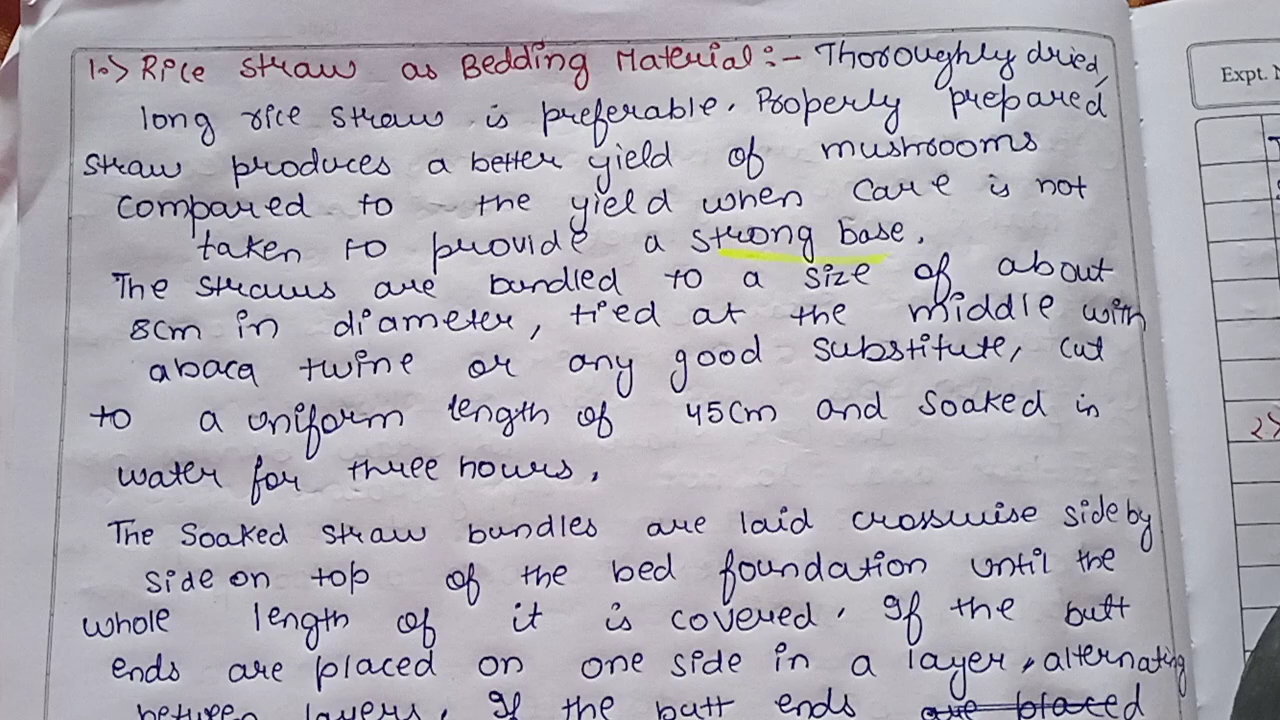 1.> Rice straw as Bedding Material:- Thoroughly dried,
long rice straw is preferable. Properly prepared
straw produces a better yield of mushrooms
compared to the yield when care is not
taken to provide a strong base.
The straws are bundled to a size of about
8cm in diameter, tied at the middle with
abaca twine or any good substitute, cut
to a uniform length of 45cm and soaked in
water for three hours.
The soaked straw bundles are laid crosswise side by
side on top of the bed foundation until the
whole length of it is covered. If the butt
ends are placed on one side in a layer, alternating
between layers. If the butt ends are placed
Expt. N
2>